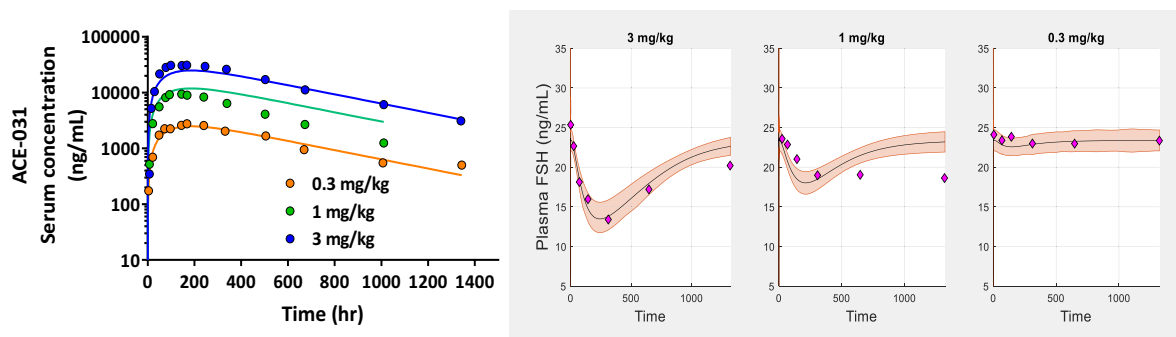 ACE-031
Serum concentration
(ng/mL)
100000
10000
1000
100
10
0.3 mg/kg
1 mg/kg
3 mg/kg
0 200 400 600 800 1000 1200 1400
Time (hr)
Plasma FSH (ng/mL)
3 mg/kg
35
30
25
20
15
10
5
0 500 1000
Time
1 mg/kg
35
30
25
20
15
10
5
0 500 1000
Time
0.3 mg/kg
35
30
25
20
15
10
5
0 500 1000
Time